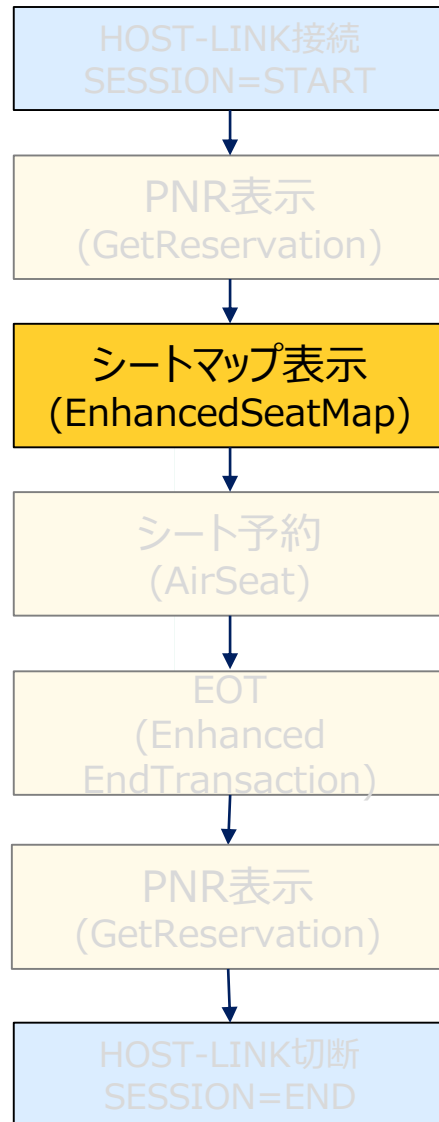 HOST-LINK接続
SESSION=START
PNR表示
(GetReservation)
シートマップ表示
(EnhancedSeatMap)
シート予約
(AirSeat)
EOT
(Enhanced
EndTransaction)
PNR表示
(GetReservation)
HOST-LINK切断
SESSION=END